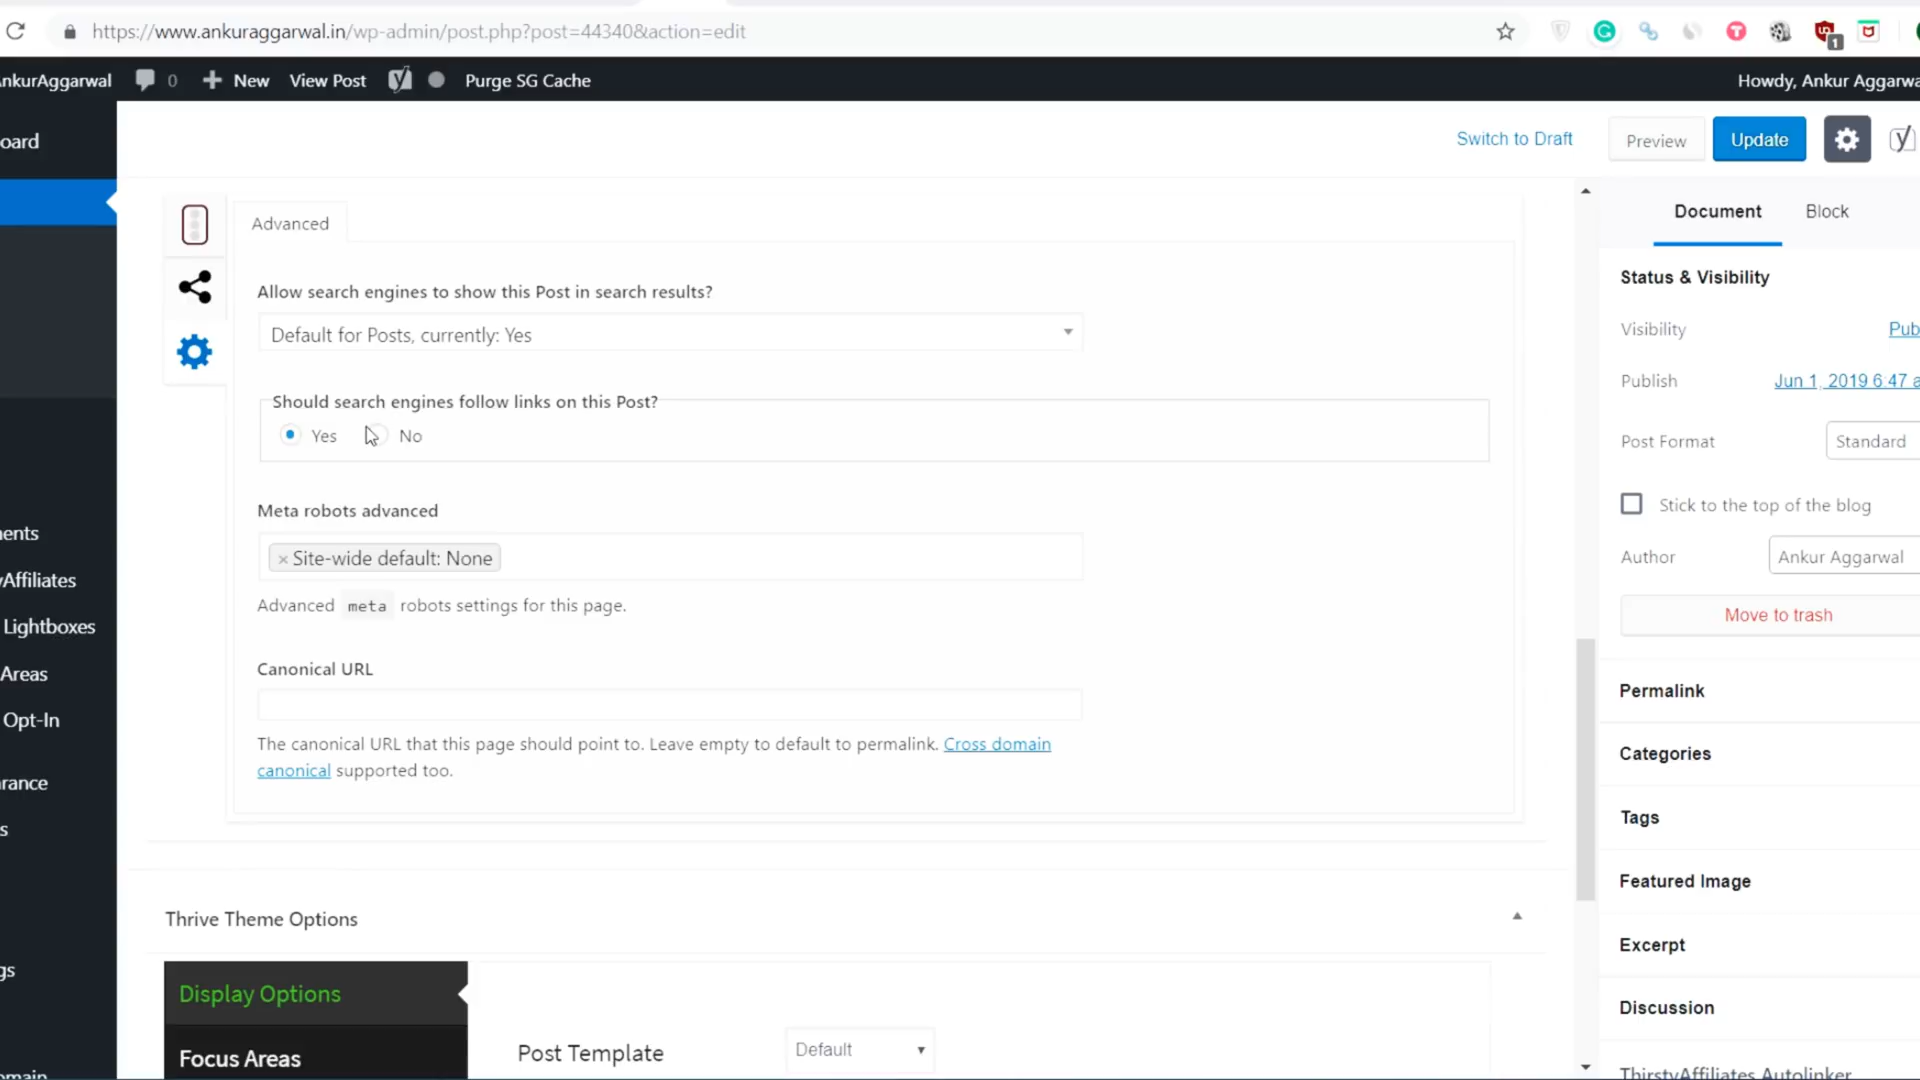 https://www.ankuraggarwal.in/wp-admin/post.php?post=44340&action=edit
1
nkurAggarwal 0 New View Post Purge SG Cache Howdy, Ankur Aggarwa
oard
Switch to Draft Preview Update
Document Block
Advanced
Status & Visibility
Allow search engines to show this Post in search results?
Default for Posts, currently: Yes
Visibility Pub
Publish Jun 1, 2019 6:47 a
Should search engines follow links on this Post?
Yes No
Post Format Standard
Meta robots advanced
Stick to the top of the blog
ents
× Site-wide default: None
Author Ankur Aggarwal
Affiliates
Advanced meta robots settings for this page.
Move to trash
Lightboxes
Areas
Canonical URL
Permalink
Opt-In
The canonical URL that this page should point to. Leave empty to default to permalink. Cross domain
canonical supported too.
Categories
rance
Tags
s
Featured Image
Thrive Theme Options
Excerpt
gs
Display Options
Discussion
Post Template Default
Focus Areas
ThirstyAffiliates Autolinker
omain